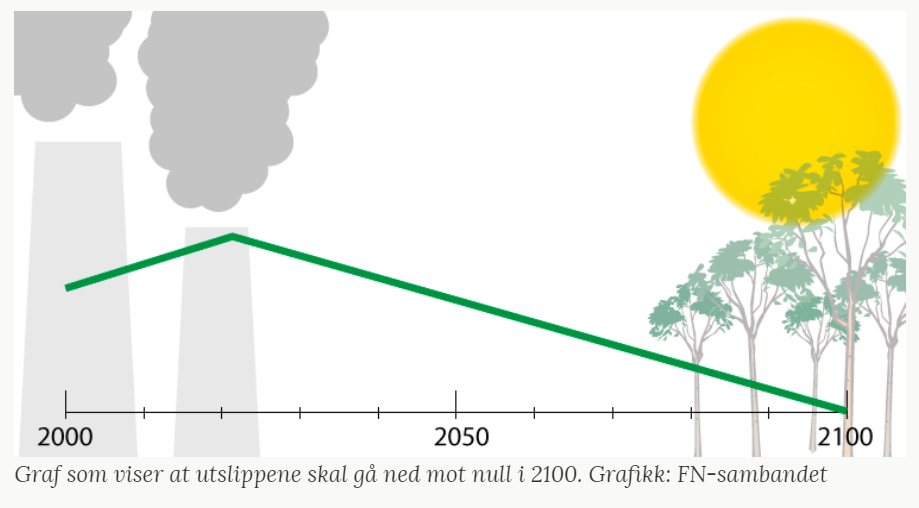 2000 2050 2100
Graf som viser at utslippene skal gå ned mot null i 2100. Grafikk: FN-sambandet